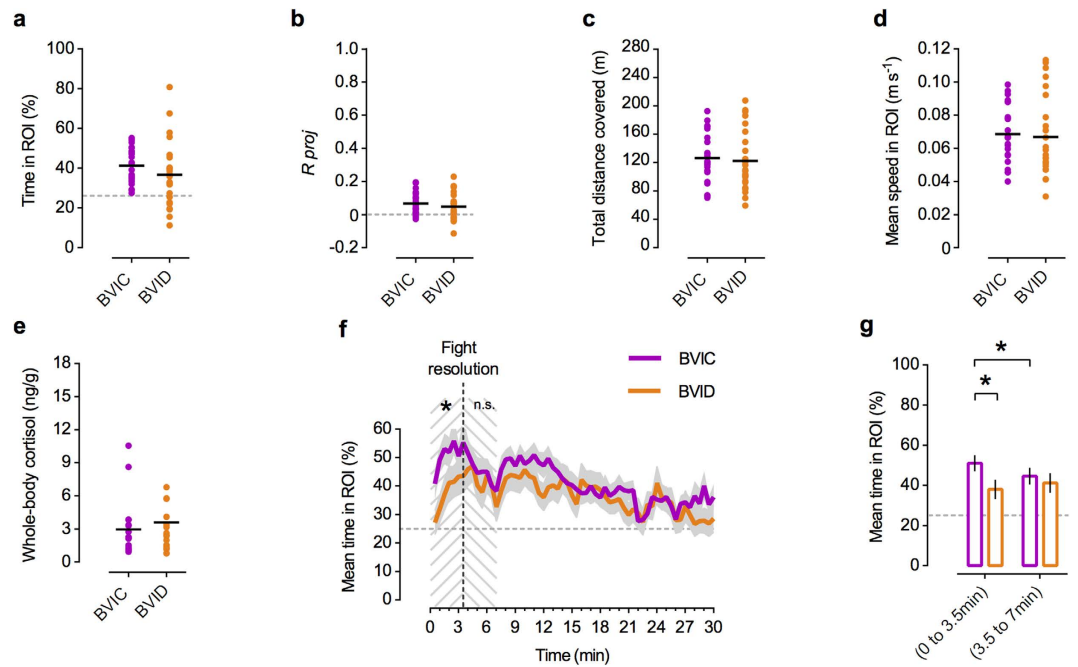 a
Time in ROI (%)
100
80
60
40
20
0
BVIC
BVID
b
R proj
1.0
0.8
0.6
0.4
0.2
0
-0.2
BVIC
BVID
c
Total distance covered (m)
280
240
200
160
120
80
40
0
BVIC
BVID
d
Mean speed in ROI (m s-1)
0.12
0.10
0.08
0.06
0.04
0.02
0
BVIC
BVID
e
Whole-body cortisol (ng/g)
18
15
12
9
6
3
0
BVIC
BVID
f
Fight
resolution
BVIC
BVID
*
n.s.
Mean time in ROI (%)
60
50
40
30
20
10
0
0 3 6 9 12 15 18 21 24 27 30
Time (min)
g
*
*
Mean time in ROI (%)
100
80
60
40
20
0
(0 to 3.5min)
(3.5 to 7min)